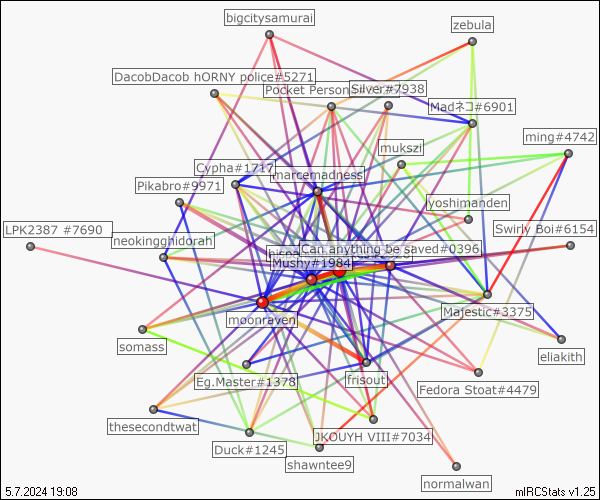 bigcitysamurai
zebula
DacobDacob hORNY police#5271
Pocket Person
Silver#7938
Madネコ#6901
ming#4742
mukszi
Cypha#1717
marcemadness
Pikabro#9971
yoshimanden
LPK2387 #7690
Swirly Boi#6154
neokingghidorah
Can anything be saved#0396
Mushy#1984
moonraven
Majestic#3375
somass
eliakith
Eg.Master#1378
frisout
Fedora Stoat#4479
thesecondtwat
JKOUYH VIII#7034
Duck#1245
shawntee9
normalwan
5.7.2024 19:08
mIRCStats v1.25